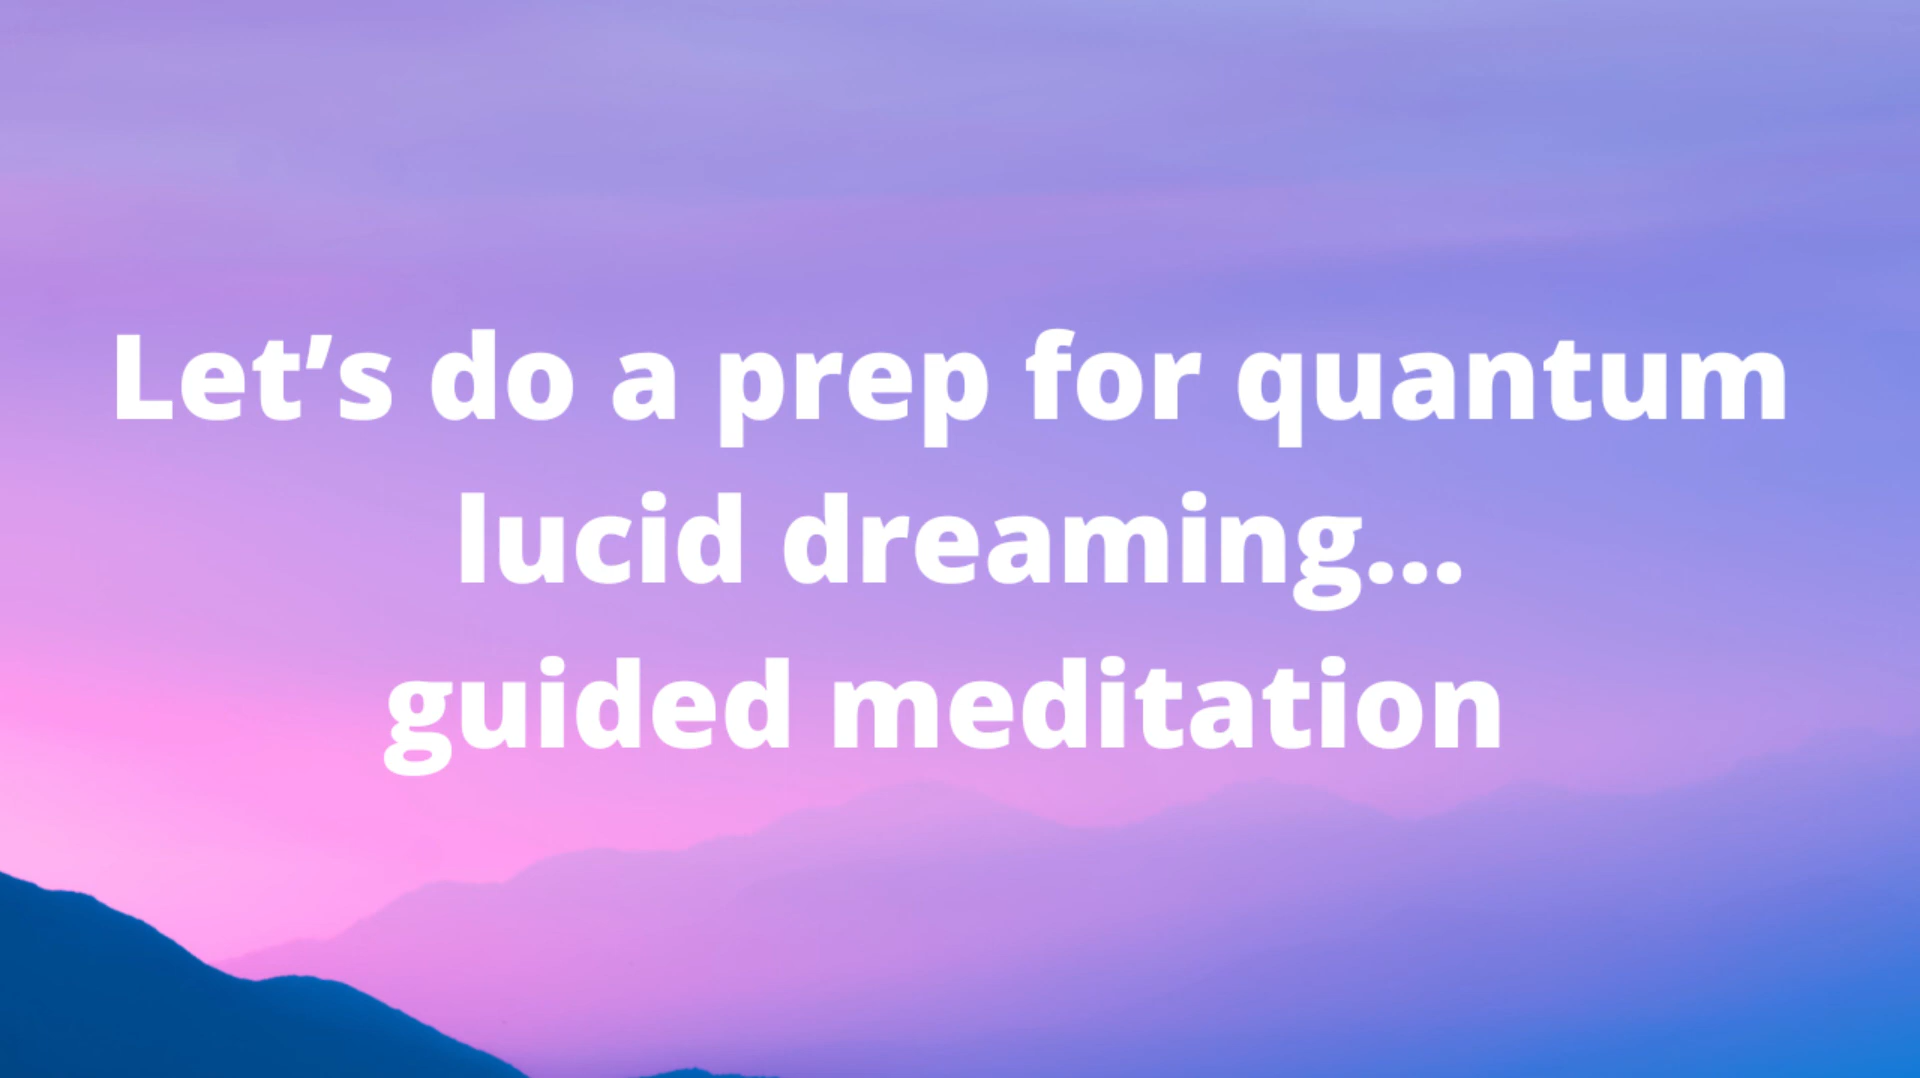 Let’s do a prep for quantum
lucid dreaming...
guided meditation